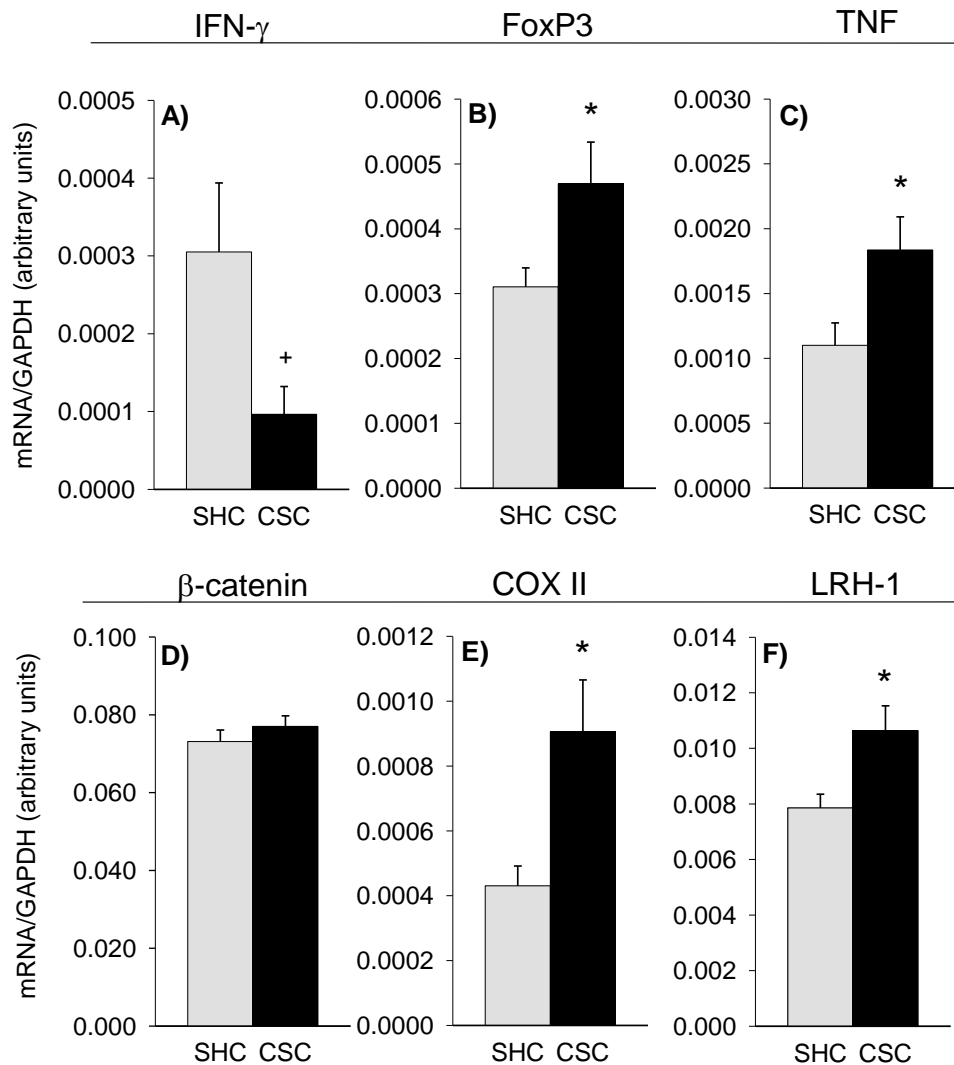 IFN-γ FoxP3 TNF
mRNA/GAPDH (arbitrary units)
A)
0.0005
0.0004
0.0003
0.0002
0.0001
0.0000
+
SHC CSC
B)
0.0006
0.0005
0.0004
0.0003
0.0002
0.0001
0.0000
*
SHC CSC
C)
0.0030
0.0025
0.0020
0.0015
0.0010
0.0005
0.0000
*
SHC CSC
β-catenin COX II LRH-1
mRNA/GAPDH (arbitrary units)
D)
0.100
0.080
0.060
0.040
0.020
0.000
SHC CSC
E)
0.0012
0.0010
0.0008
0.0006
0.0004
0.0002
0.0000
*
SHC CSC
F)
0.014
0.012
0.010
0.008
0.006
0.004
0.002
0.000
*
SHC CSC